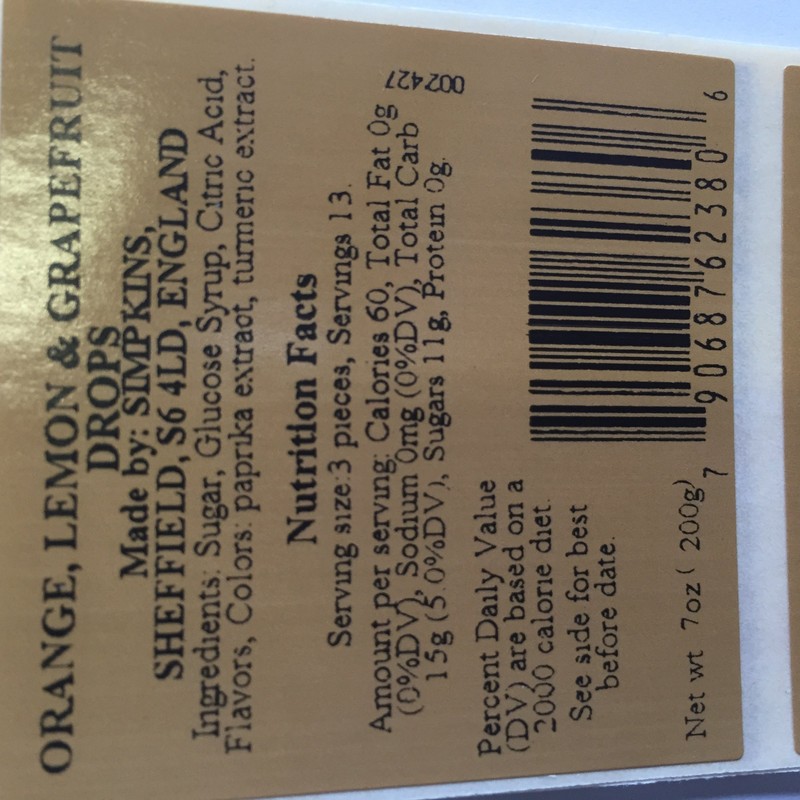 ORANGE, LEMON & GRAPEFRUIT
DROPS
Made by: SIMPKINS,
SHEFFIELD, S6 4LD, ENGLAND
Ingredients: Sugar, Glucose Syrup, Citric Acid,
Flavors, Colors: paprika extract, turmeric extract.
Nutrition Facts
Serving size:3 pieces, Servings 13.
Amount per serving: Calories 60, Total Fat 0g
(0%DV), Sodium 0mg (0%DV), Total Carb
15g (5.0%DV), Sugars 11g, Protein 0g.
002427
Percent Daily Value
(DV) are based on a
2000 calorie diet.
See side for best
before date.
Net wt 7oz ( 200g)
7 90687 62380 6